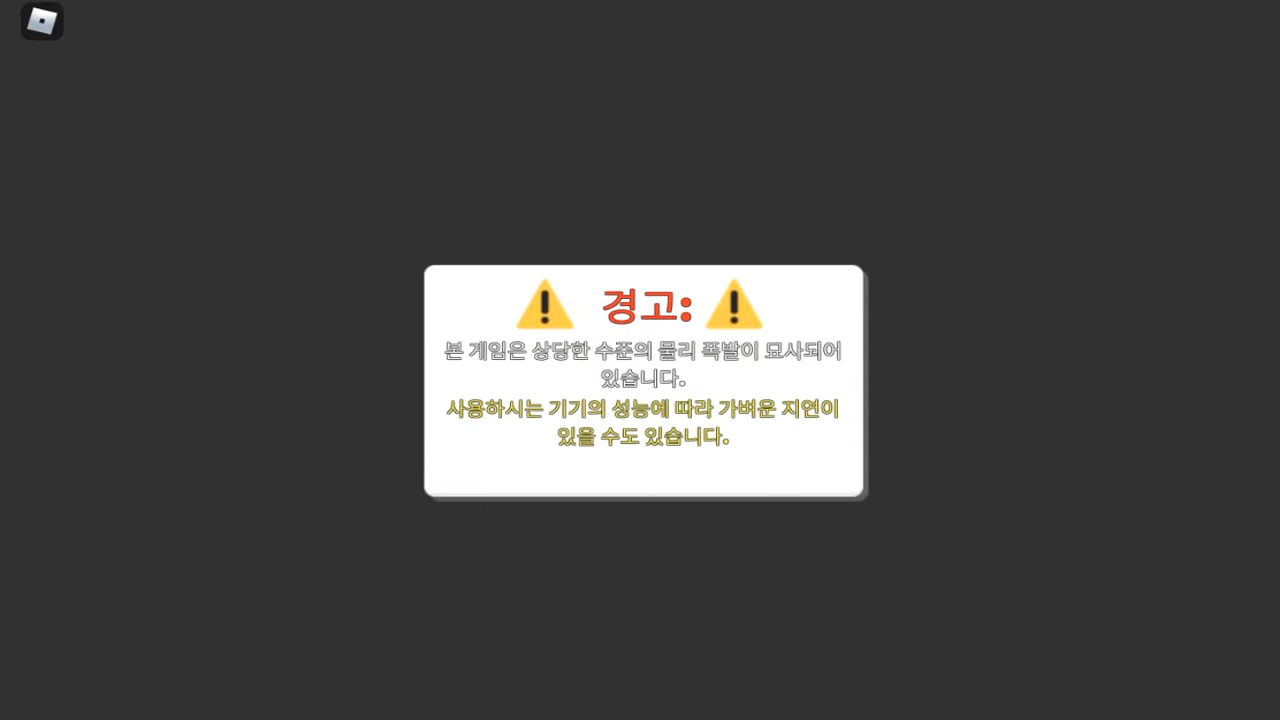 경고:
본 게임은 상당한 수준의 물리 폭발이 묘사되어
있습니다.
사용하시는 기기의 성능에 따라 가벼운 지연이
있을 수도 있습니다.